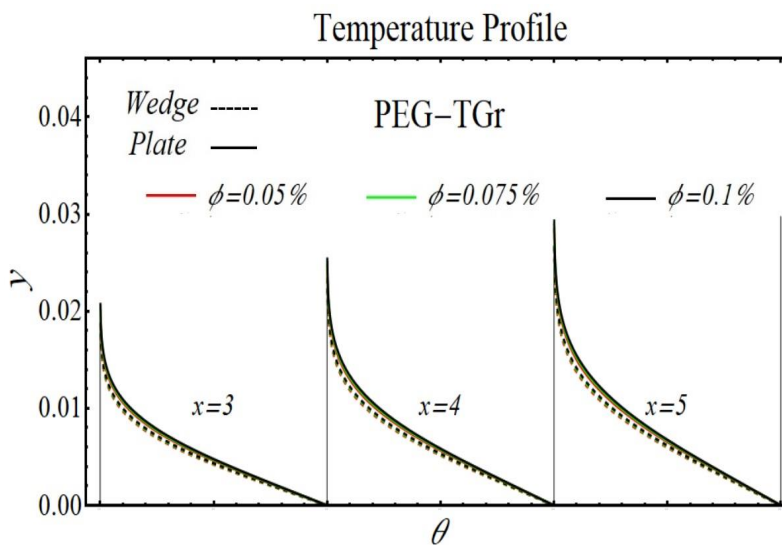 Temperature Profile
Wedge
Plate
PEG-TGr
ϕ=0.05%
ϕ=0.075%
ϕ=0.1%
0.04
0.03
0.02
0.01
0.00
y
x=3
x=4
x=5
θ